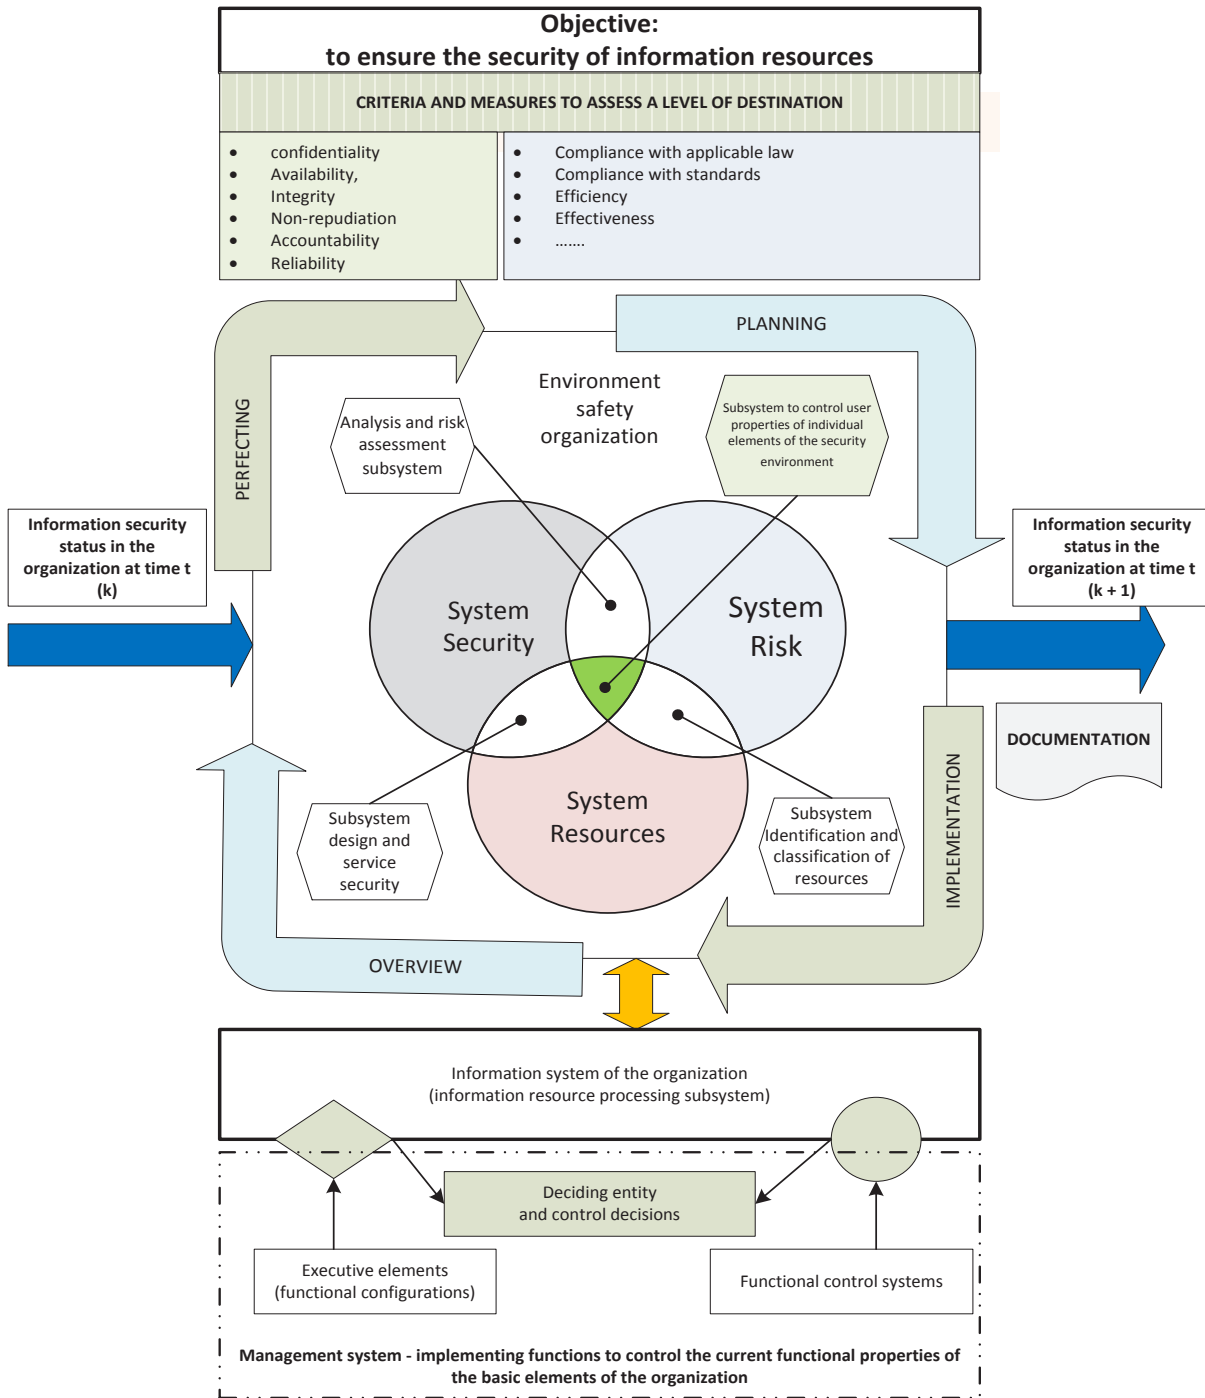 Objective:
to ensure the security of information resources
CRITERIA AND MEASURES TO ASSESS A LEVEL OF DESTINATION
• confidentiality
• Availability,
• Integrity
• Non-repudiation
• Accountability
• Reliability
• Compliance with applicable law
• Compliance with standards
• Efficiency
• Effectiveness
• .......
PLANNING
PERFECTING
Environment
safety
organization
Analysis and risk
assessment
subsystem
Subsystem to control user
properties of individual
elements of the security
environment
Information security
status in the
organization at time t
(k)
Information security
status in the
organization at time t
(k + 1)
System
Security
System
Risk
System
Resources
DOCUMENTATION
IMPLEMENTATION
Subsystem
design and
service
security
Subsystem
Identification and
classification of
resources
OVERVIEW
Information system of the organization
(information resource processing subsystem)
Deciding entity
and control decisions
Executive elements
(functional configurations)
Functional control systems
Management system - implementing functions to control the current functional properties of
the basic elements of the organization